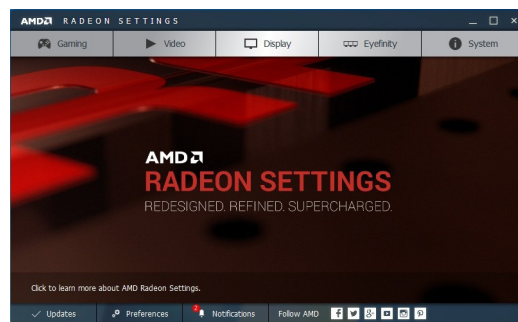 AMD RADEON SETTINGS
Gaming Video Display Eyefinity System
AMD
RADEON SETTINGS
REDESIGNED. REFINED. SUPERCHARGED.
Click to learn more about AMD Radeon Settings.
Updates Preferences Notifications Follow AMD